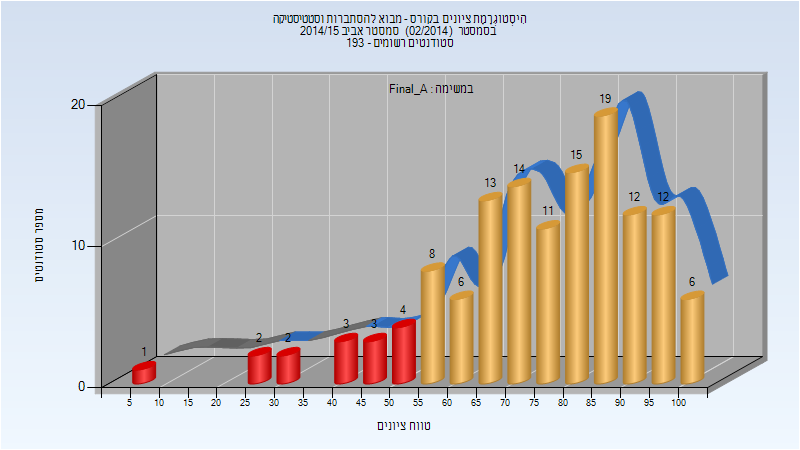 היסטוגרמת ציונים בקורס - מבוא להסתברות וסטטיסטיקה
בסמסטר (02/2014) סמסטר אביב 2014/15
סטודנטים רשומים - 193
במשימה : Final_A
מספר סטודנטים
20
10
0
1
2
2
3
3
4
8
6
13
14
11
15
19
12
12
6
5 10 15 20 25 30 35 40 45 50 55 60 65 70 75 80 85 90 95 100
טווח ציונים